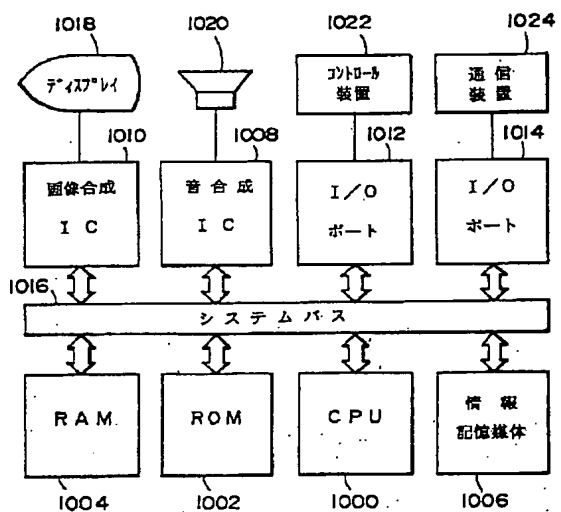 1018
1020
1022
1024
ディスプレイ
コントロール
装置
通信
装置
1010
1008
1012
1014
画像合成
IC
音合成
IC
I/O
ポート
I/O
ポート
1016
システムバス
RAM
ROM
CPU
情報
記憶媒体
1004
1002
1000
1006